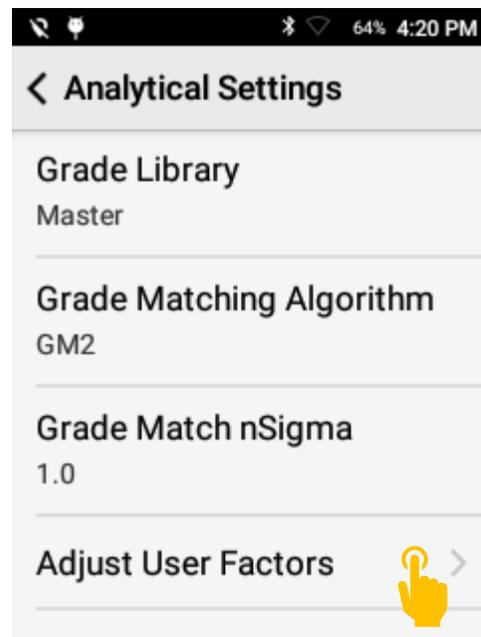 64% 4:20 PM
Analytical Settings
Grade Library
Master
Grade Matching Algorithm
GM2
Grade Match nSigma
1.0
Adjust User Factors